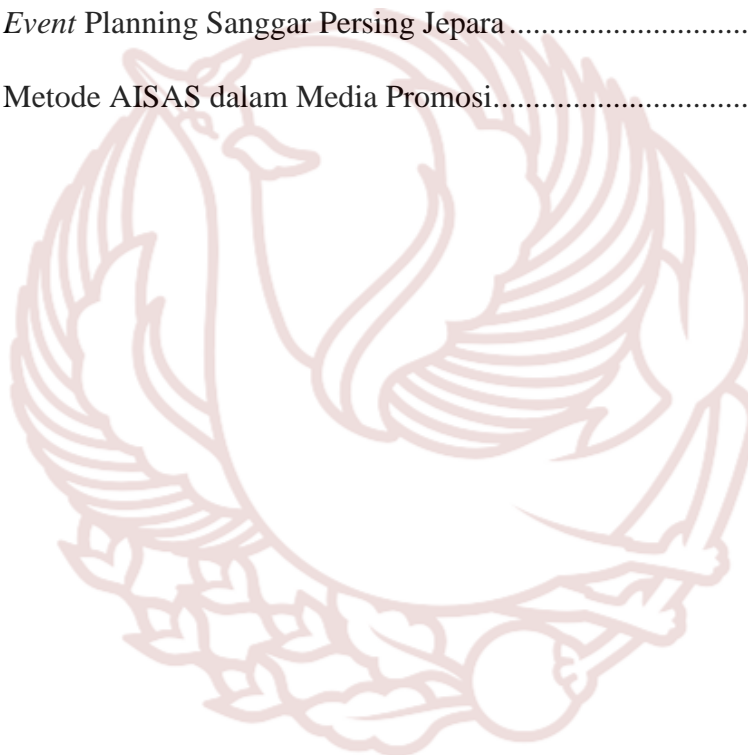 Event Planning Sanggar Persing Jepara..............................
Metode AISAS dalam Media Promosi................................